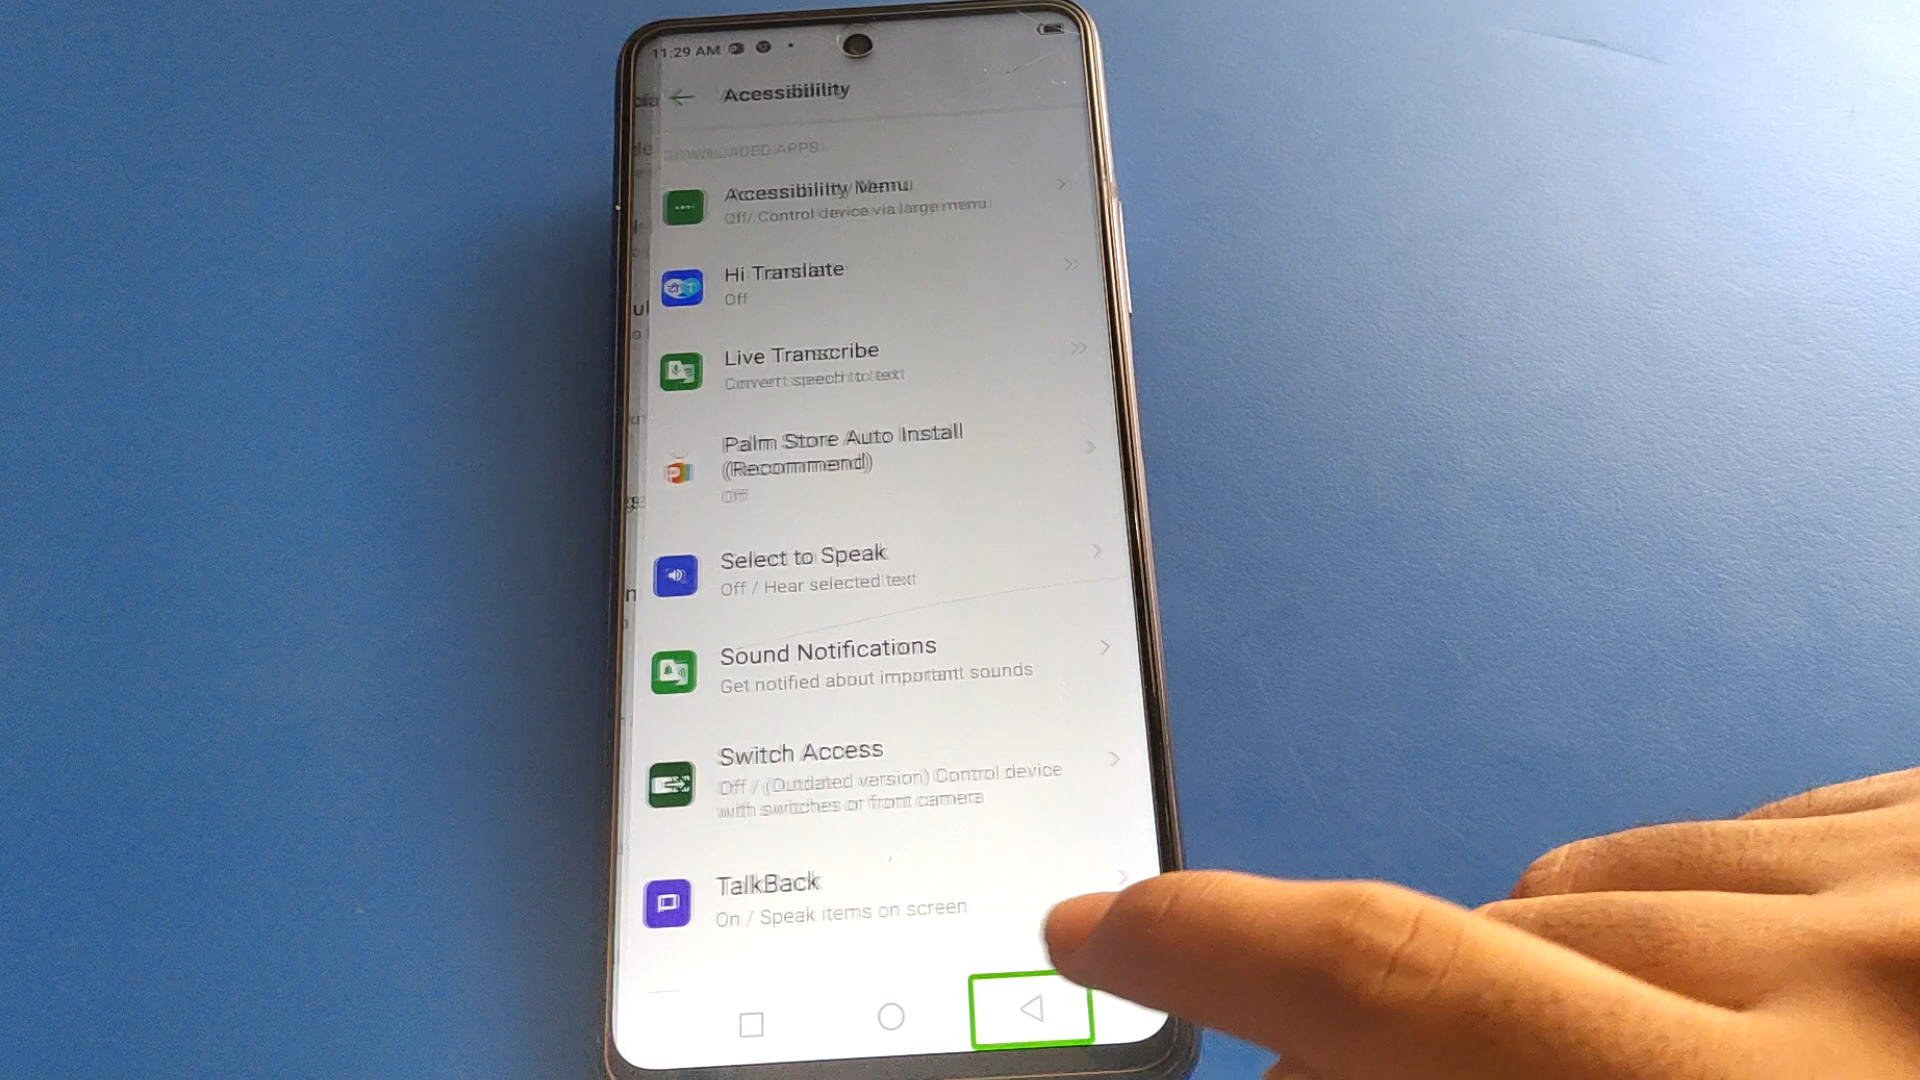 11:29 AM
Acessibility
DOWNLOADED APPS
Accessibility Menu
Off / Control device via large menu
Hi Translate
Off
Live Transcribe
Convert speech to text
Palm Store Auto Install
(Recommend)
Select to Speak
Off / Hear selected text
Sound Notifications
Get notified about important sounds
Switch Access
Off / (Outdated version) Control device
with switches or front camera
TalkBack
On / Speak items on screen